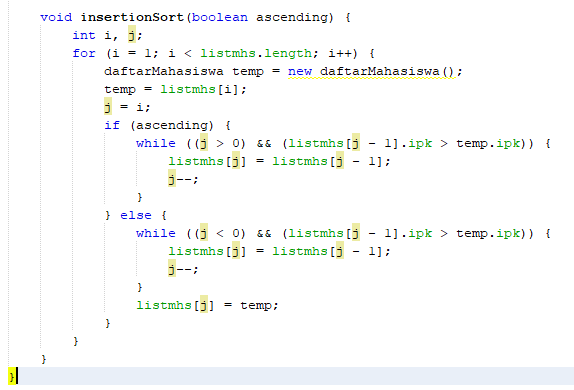 void insertionSort(boolean ascending) {
int i, j;
for (i = 1; i < listmhs.length; i++) {
daftarMahasiswa temp = new daftarMahasiswa();
temp = listmhs[i];
j = i;
if (ascending) {
while ((j > 0) && (listmhs[j - 1].ipk > temp.ipk)) {
listmhs[j] = listmhs[j - 1];
j--;
}
} else {
while ((j < 0) && (listmhs[j - 1].ipk > temp.ipk)) {
listmhs[j] = listmhs[j - 1];
j--;
}
listmhs[j] = temp;
}
}
}
}